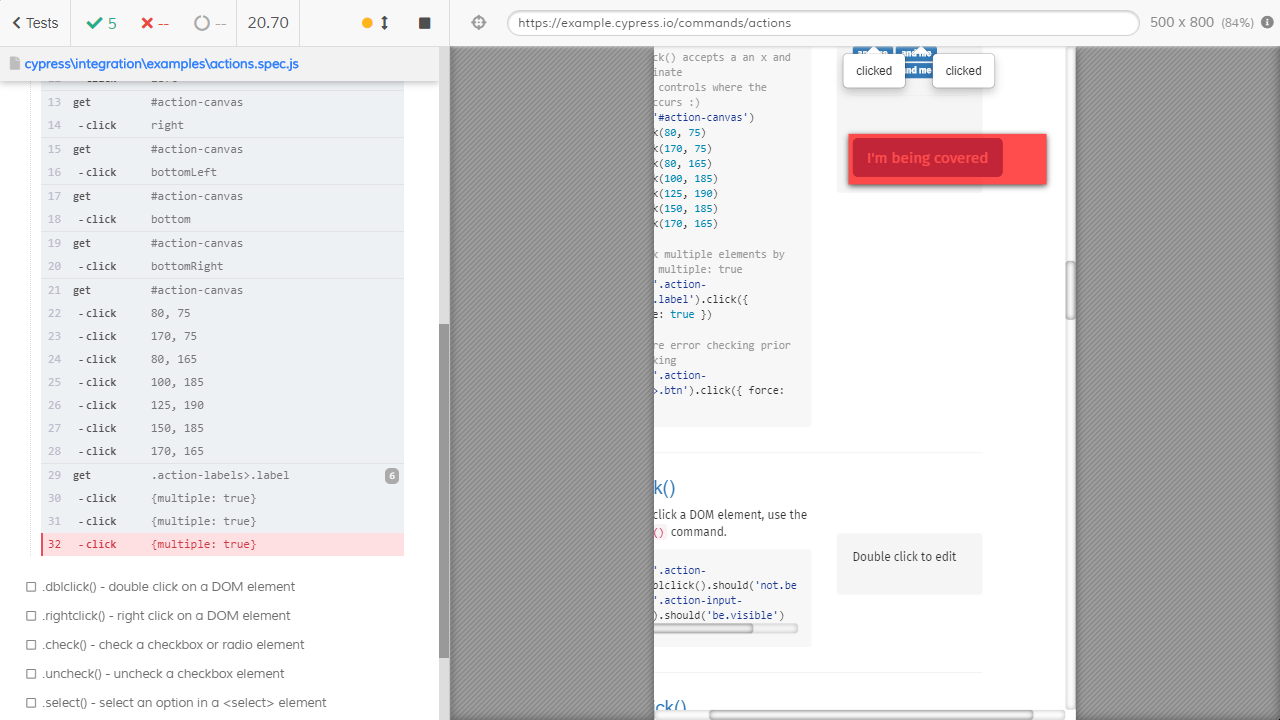 Tests 5 -- -- 20.70 https://example.cypress.io/commands/actions 500 x 800 (84%)
cypress\integration\examples\actions.spec.js
13 get #action-canvas
14 - click right
15 get #action-canvas
16 - click bottomLeft
17 get #action-canvas
18 - click bottom
19 get #action-canvas
20 - click bottomRight
21 get #action-canvas
22 - click 80, 75
23 - click 170, 75
24 - click 80, 165
25 - click 100, 185
26 - click 125, 190
27 - click 150, 185
28 - click 170, 165
29 get .action-labels>.label 6
30 - click {multiple: true}
31 - click {multiple: true}
32 - click {multiple: true}
.dblclick() - double click on a DOM element
.rightclick() - right click on a DOM element
.check() - check a checkbox or radio element
.uncheck() - uncheck a checkbox element
.select() - select an option in a <select> element
ck() accepts a an x and
inate
controls where the
ccurs :)
'#action-canvas')
k(80, 75)
k(170, 75)
k(80, 165)
k(100, 185)
k(125, 190)
k(150, 185)
k(170, 165)
k multiple elements by
multiple: true
'.action-
.label').click({
e: true })
re error checking prior
king
'.action-
>.btn').click({ force:
k()
click a DOM element, use the
() command.
'.action-
blclick().should('not.be
'.action-input-
).should('be.visible')
ick()
and me
clicked clicked
I'm being covered
Double click to edit